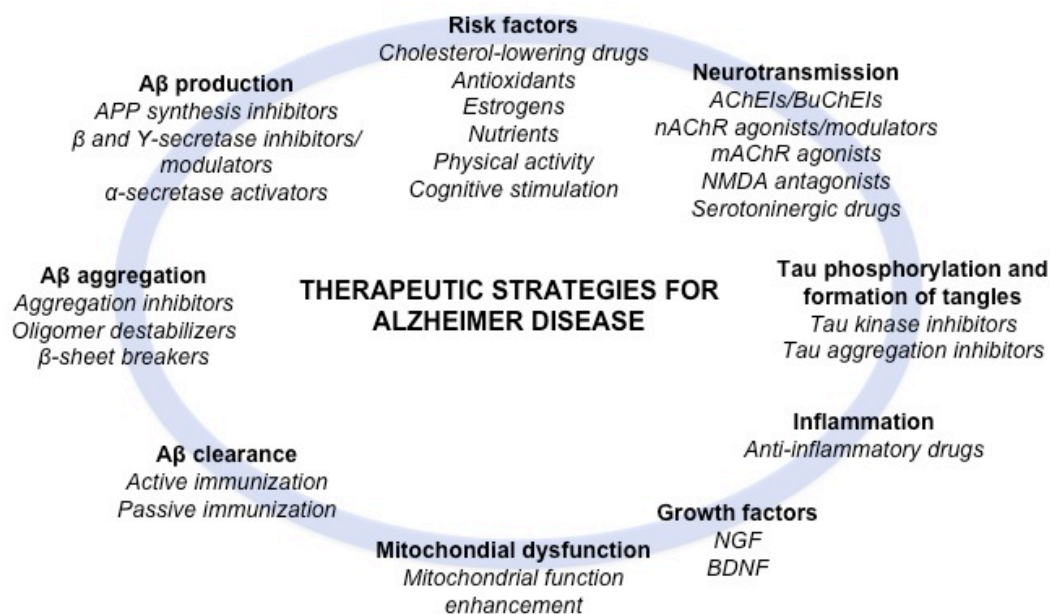 Risk factors
Cholesterol-lowering drugs
Antioxidants
Estrogens
Nutrients
Physical activity
Cognitive stimulation
Neurotransmission
AChEIs/BuChEIs
nAChR agonists/modulators
mAChR agonists
NMDA antagonists
Serotoninergic drugs
Aβ production
APP synthesis inhibitors
β and Y-secretase inhibitors/
modulators
α-secretase activators
THERAPEUTIC STRATEGIES FOR
ALZHEIMER DISEASE
Aβ aggregation
Aggregation inhibitors
Oligomer destabilizers
β-sheet breakers
Tau phosphorylation and
formation of tangles
Tau kinase inhibitors
Tau aggregation inhibitors
Inflammation
Anti-inflammatory drugs
Aβ clearance
Active immunization
Passive immunization
Growth factors
NGF
BDNF
Mitochondial dysfunction
Mitochondrial function
enhancement